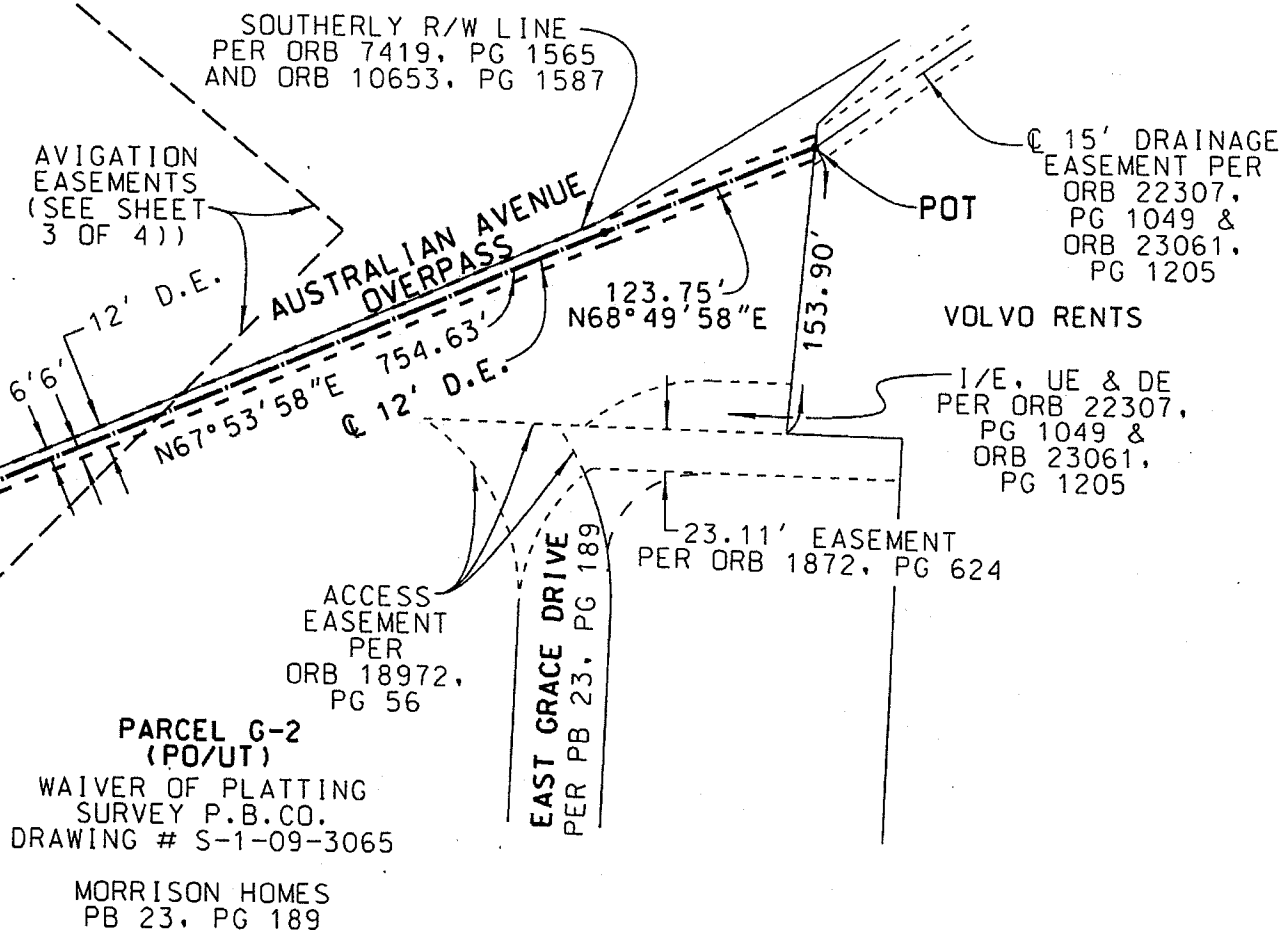 SOUTHERLY R/W LINE
PER ORB 7419, PG 1565
AND ORB 10653, PG 1587
AVIGATION
EASEMENTS
(SEE SHEET
3 OF 4))
12' D.E.
AUSTRALIAN AVENUE
OVERPASS
6'6'
N67°53'58"E
754.63'
℄ 12' D.E.
123.75'
N68°49'58"E
℄ 15' DRAINAGE
EASEMENT PER
ORB 22307,
PG 1049 &
ORB 23061,
PG 1205
POT
153.90'
VOLVO RENTS
I/E, UE & DE
PER ORB 22307,
PG 1049 &
ORB 23061,
PG 1205
23.11' EASEMENT
PER ORB 1872, PG 624
EAST GRACE DRIVE
PER PB 23, PG 189
ACCESS
EASEMENT
PER
ORB 18972,
PG 56
PARCEL G-2
(PO/UT)
WAIVER OF PLATTING
SURVEY P.B.CO.
DRAWING # S-1-09-3065
MORRISON HOMES
PB 23, PG 189